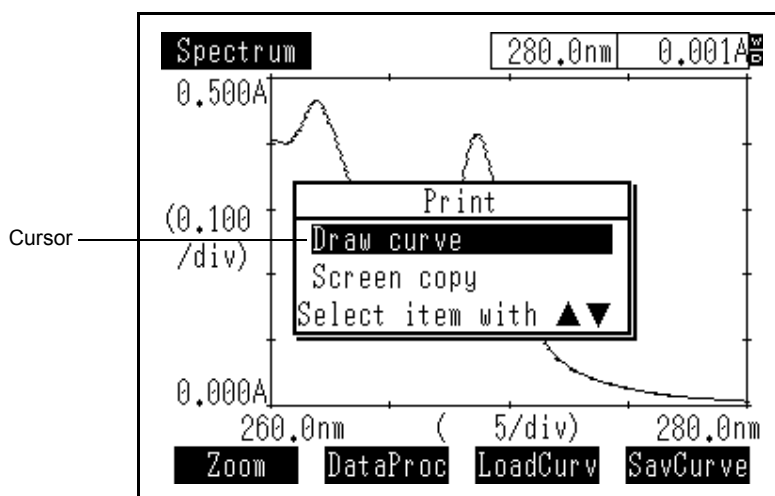 Spectrum 280.0nm 0.001A WD
0.500A
Print
(0.100
/div)
Cursor
Draw curve
Screen copy
Select item with ▲▼
0.000A
260.0nm ( 5/div) 280.0nm
Zoom DataProc LoadCurv SavCurve